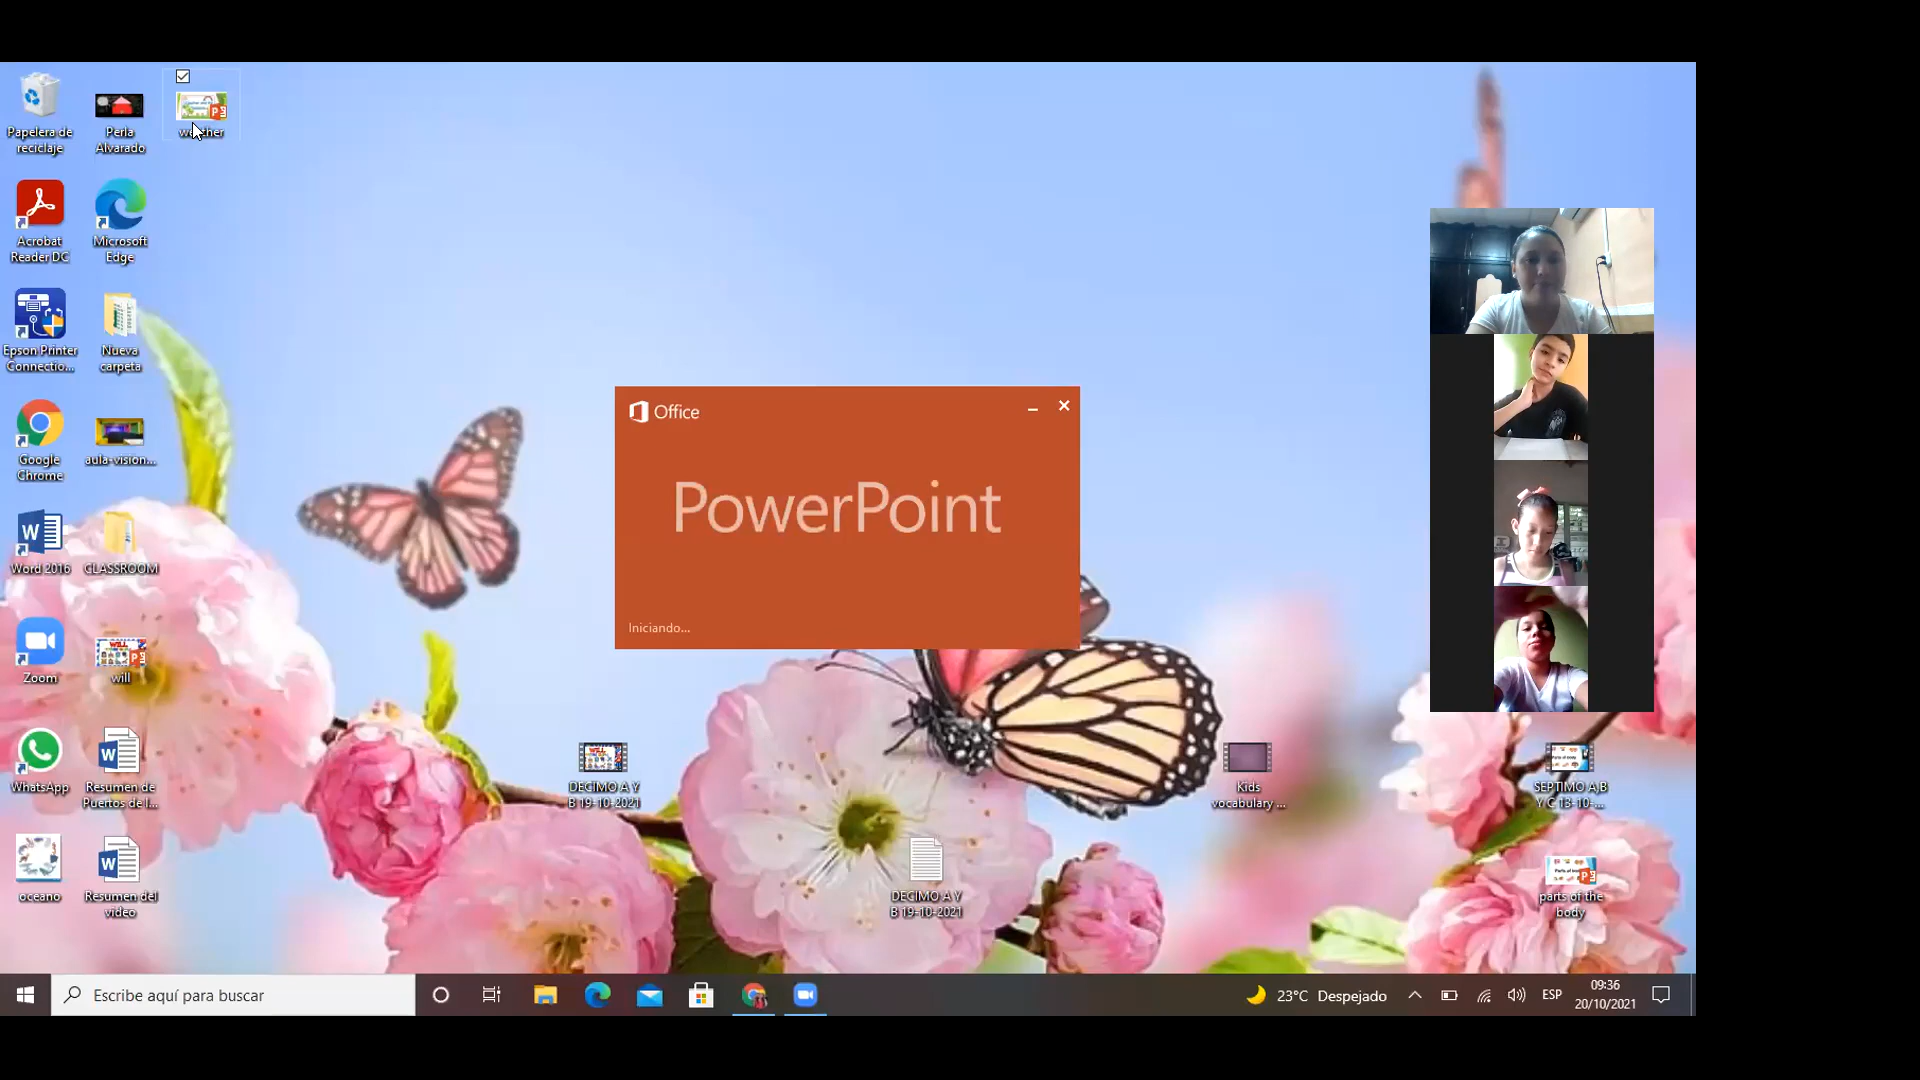 Papelera de
reciclaje
Perla
Alvarado
weather
Acrobat
Reader DC
Microsoft
Edge
Epson Printer
Connectio...
Nueva
carpeta
Google
Chrome
aula-vision...
Word 2016
CLASSROOM
Zoom
will
WhatsApp
Resumen de
Puertos de l...
oceano
Resumen del
video
Office
PowerPoint
Iniciando...
DECIMO A Y
B 19-10-2021
DECIMO A Y
B 19-10-2021
Kids
vocabulary ...
SEPTIMO A,B
Y C 13-10-...
parts of the
body
Escribe aquí para buscar
23°C Despejado
ESP
09:36
20/10/2021